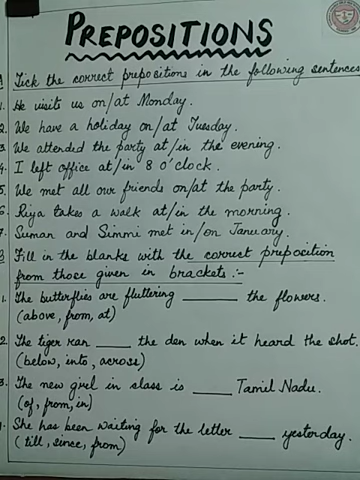 PREPOSITIONS
A Tick the correct prepositions in the following sentences
1. He visits us on/at Monday.
2. We have a holiday on/at Tuesday.
3. We attended the party at/in the evening.
4. I left office at/in 8 o'clock.
5. We met all our friends on/at the party.
6. Riya takes a walk at/in the morning.
7. Suman and Simmi met in/on January.
B Fill in the blanks with the correct preposition
from those given in brackets :-
1. The butterflies are fluttering ______ the flowers.
(above, from, at)
2. The tiger ran ____ the den when it heard the shot.
(below, into, across)
3. The new girl in class is ____ Tamil Nadu.
(of, from, in)
She has been waiting for the letter ____ yesterday.
(till, since, from)